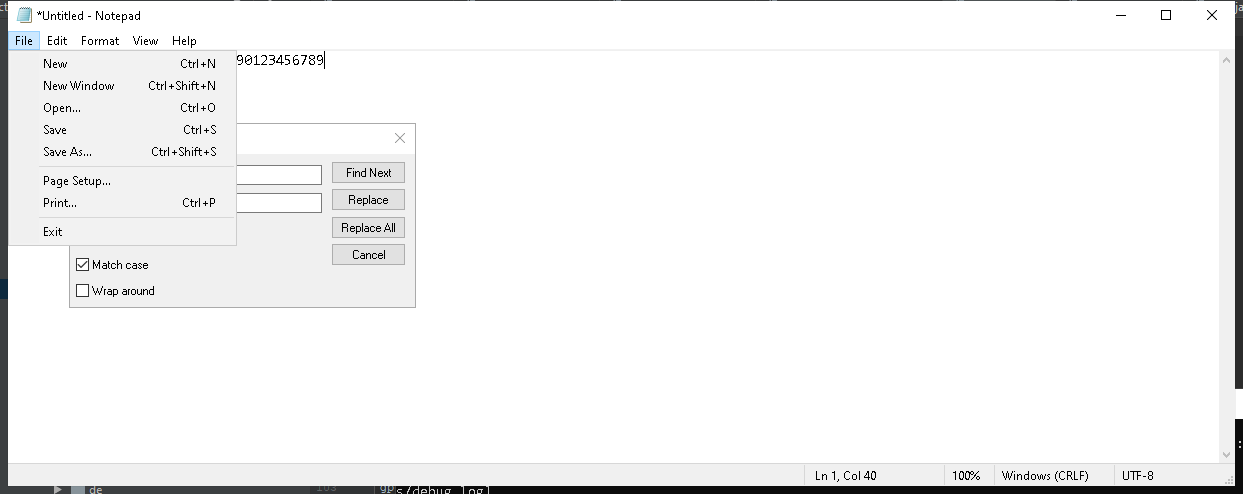 *Untitled - Notepad
File Edit Format View Help
90123456789
New Ctrl+N
New Window Ctrl+Shift+N
Open... Ctrl+O
Save Ctrl+S
Save As... Ctrl+Shift+S
Page Setup...
Print... Ctrl+P
Exit
Find Next
Replace
Replace All
Cancel
Match case
Wrap around
Ln 1, Col 40 100% Windows (CRLF) UTF-8
de